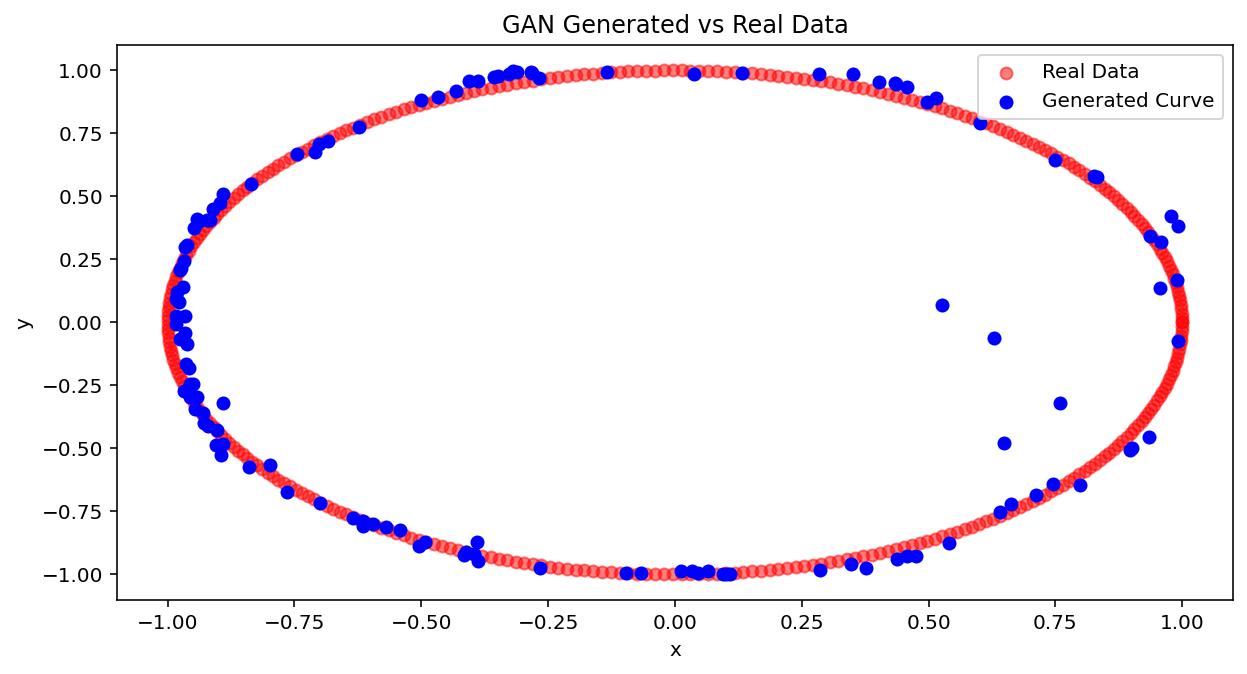 GAN Generated vs Real Data
Real Data
Generated Curve
1.00
0.75
0.50
0.25
0.00
−0.25
−0.50
−0.75
−1.00
y
−1.00 −0.75 −0.50 −0.25 0.00 0.25 0.50 0.75 1.00
x